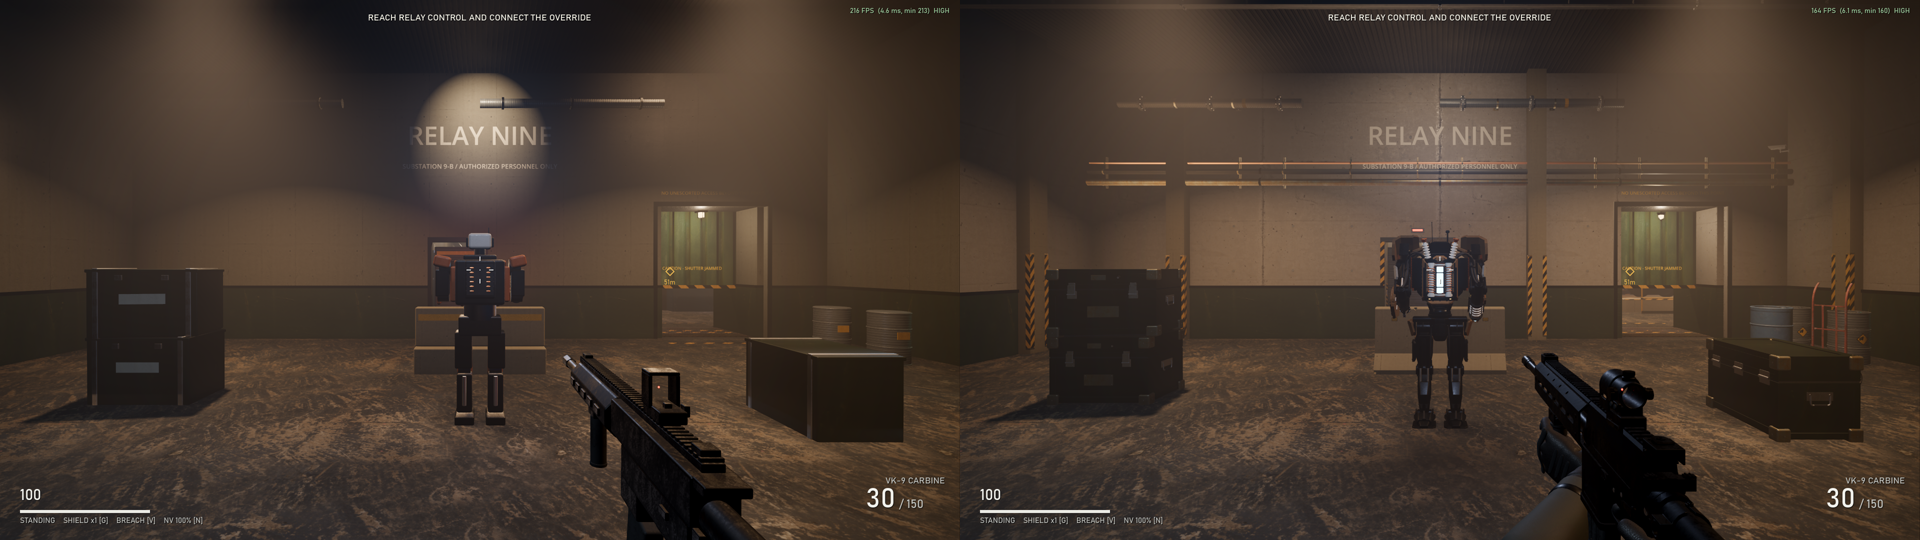 REACH RELAY CONTROL AND CONNECT THE OVERRIDE
216 FPS (4.6 ms, min 213) HIGH
RELAY NINE
SUBSTATION 9-B / AUTHORIZED PERSONNEL ONLY
51m
100
STANDING SHIELD x1 [G] BREACH [V] NV 100% [N]
VK-9 CARBINE
30 / 150
REACH RELAY CONTROL AND CONNECT THE OVERRIDE
164 FPS (6.1 ms, min 160) HIGH
RELAY NINE
SUBSTATION 9-B / AUTHORIZED PERSONNEL ONLY
51m
100
STANDING SHIELD x1 [G] BREACH [V] NV 100% [N]
VK-9 CARBINE
30 / 150